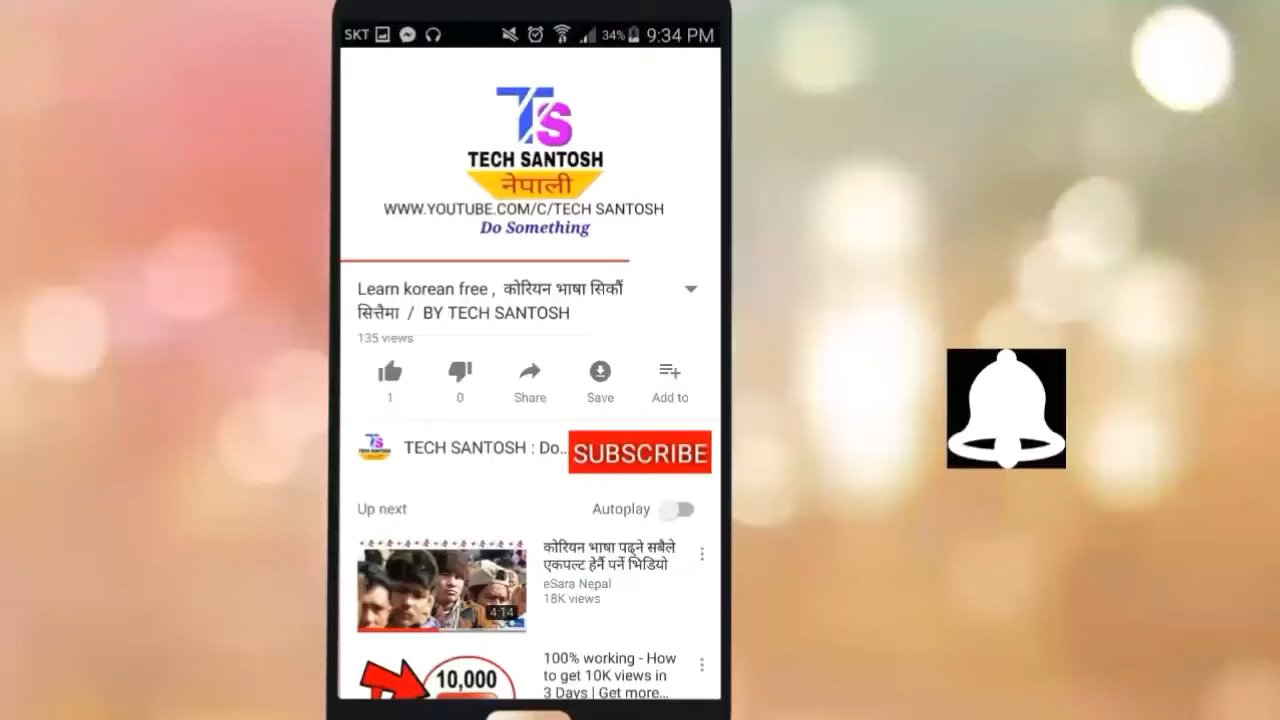 SKT 34% 9:34 PM
TS
TECH SANTOSH
नेपाली
WWW.YOUTUBE.COM/C/TECH SANTOSH
Do Something
Learn korean free , कोरियन भाषा सिकौं
सित्तैमा / BY TECH SANTOSH
135 views
1 0 Share Save Add to
TS
TECH SANTOSH
TECH SANTOSH : Do... SUBSCRIBE
Up next Autoplay
कोरियन भाषा पढ्ने सबैले
एकपल्ट हेर्नै पर्ने भिडियो
eSara Nepal
18K views
4:14
100% working - How
to get 10K views in
3 Days | Get more...
10,000